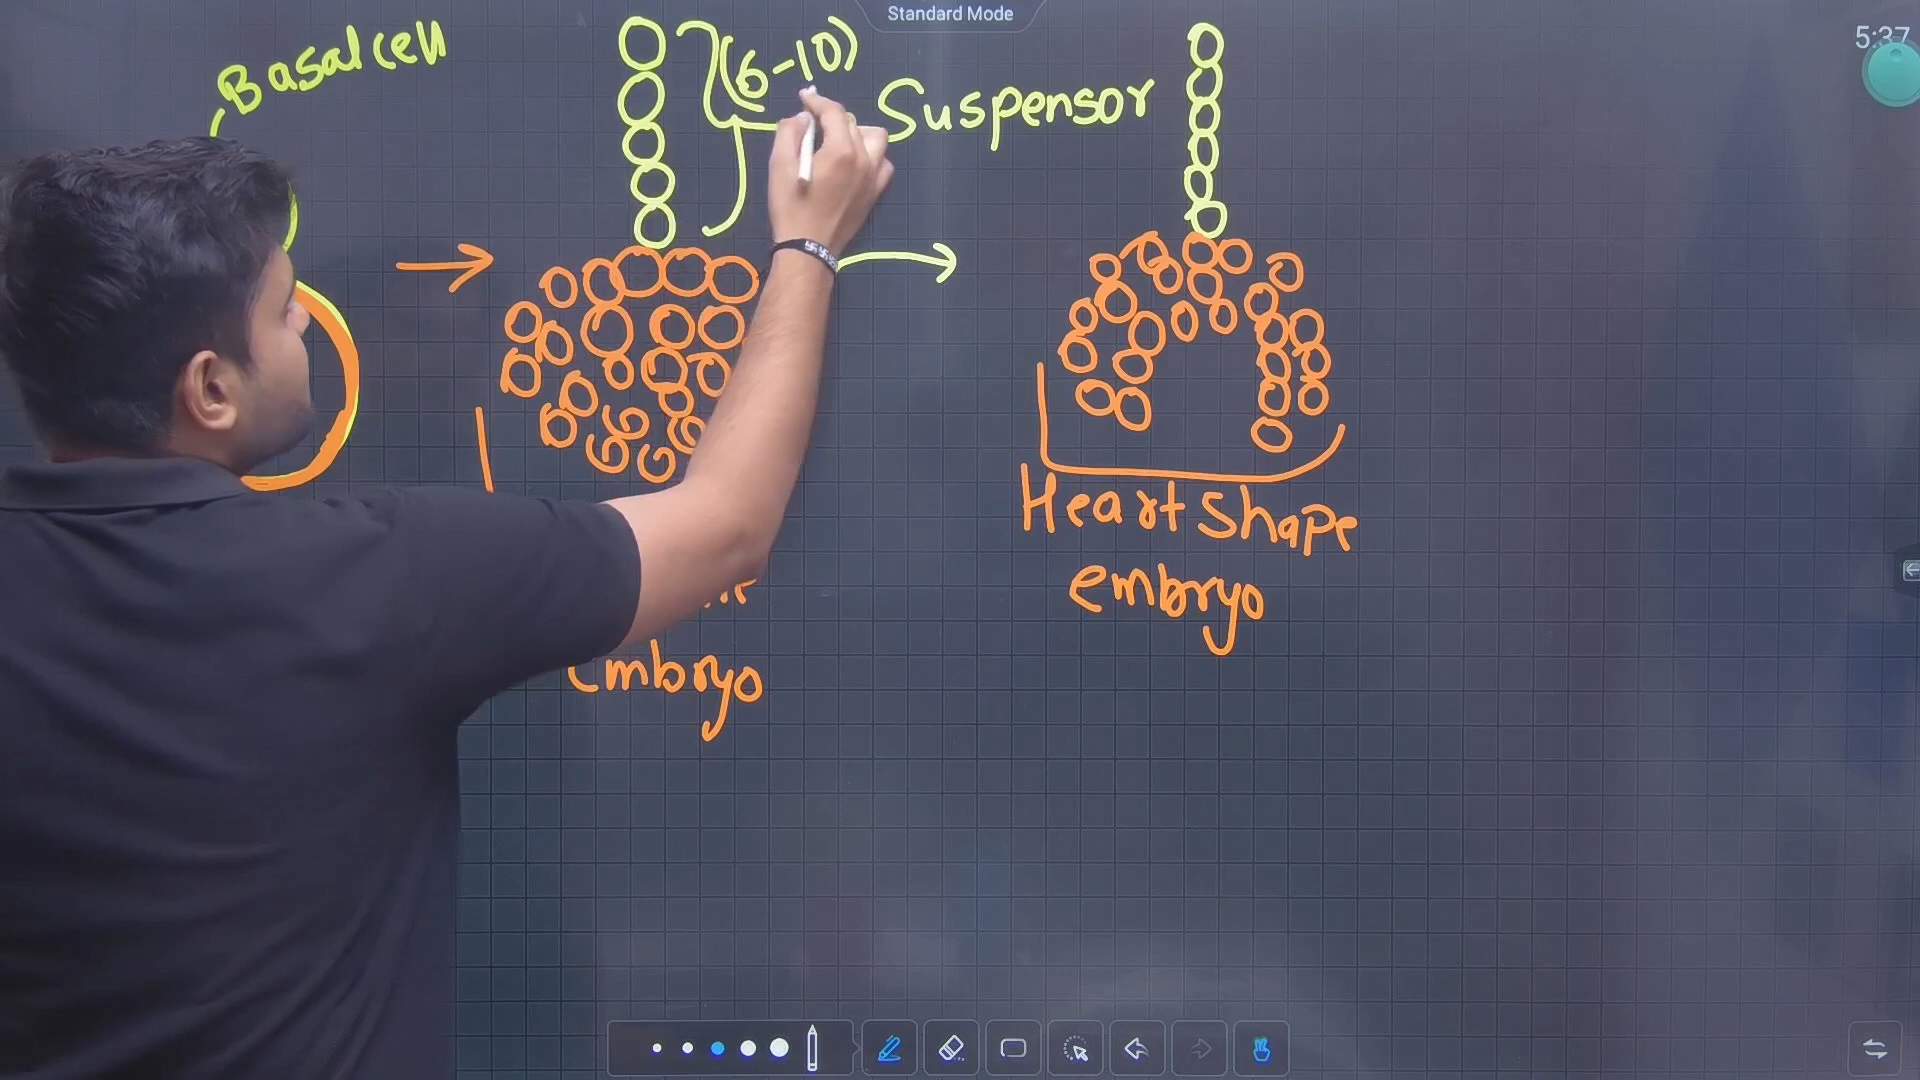 Standard Mode
5:37
Basal cell
(6-10)
Suspensor
Heart Shape
embryo
embryo